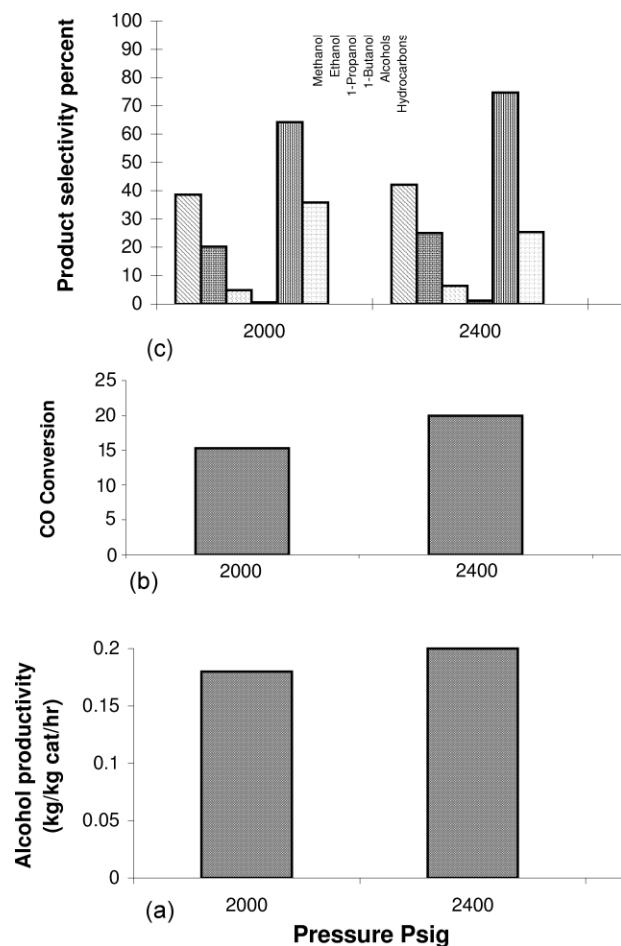 Product selectivity percent
100
90
80
70
60
50
40
30
20
10
0
Methanol
Ethanol
1-Propanol
1-Butanol
Alcohols
Hydrocarbons
2000 2400
(c)
CO Conversion
25
20
15
10
5
0
2000 2400
(b)
Alcohol productivity
(kg/kg cat/hr)
0.2
0.15
0.1
0.05
0
2000 2400
(a)
Pressure Psig